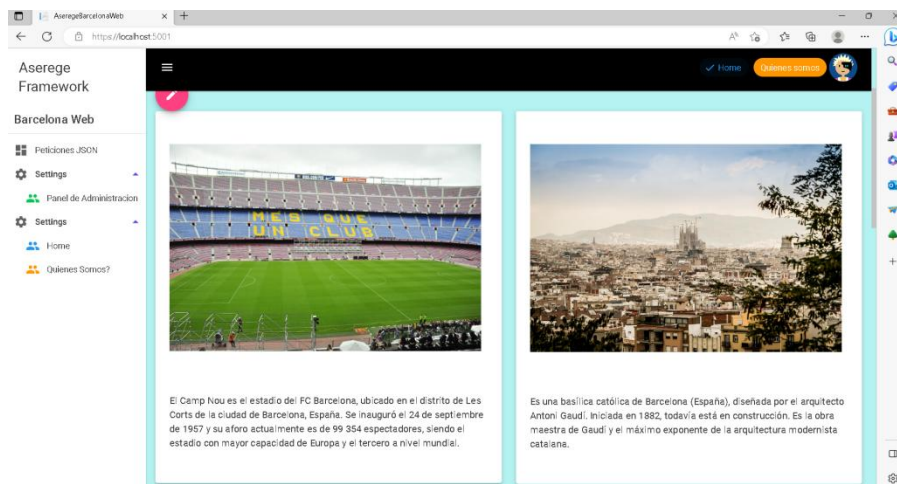 AseregeBarcelonaWeb
https://localhost:5001
Aserege
Framework
Barcelona Web
Peticiones JSON
Settings
Panel de Administracion
Settings
Home
Quienes Somos?
Home
Quienes somos
MES QUE
UN CLUB
El Camp Nou es el estadio del FC Barcelona, ubicado en el distrito de Les
Corts de la ciudad de Barcelona, España. Se inauguró el 24 de septiembre
de 1957 y su aforo actualmente es de 99 354 espectadores, siendo el
estadio con mayor capacidad de Europa y el tercero a nivel mundial.
Es una basílica católica de Barcelona (España), diseñada por el arquitecto
Antoni Gaudí. Iniciada en 1882, todavía está en construcción. Es la obra
maestra de Gaudí y el máximo exponente de la arquitectura modernista
catalana.